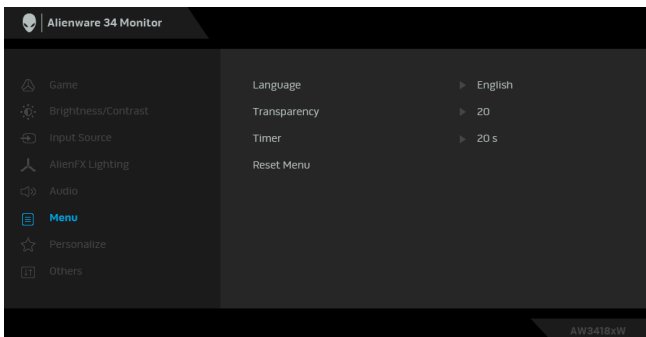 Alienware 34 Monitor
Game
Brightness/Contrast
Input Source
AlienFX Lighting
Audio
Menu
Personalize
Others
Language English
Transparency 20
Timer 20 s
Reset Menu
AW3418xW